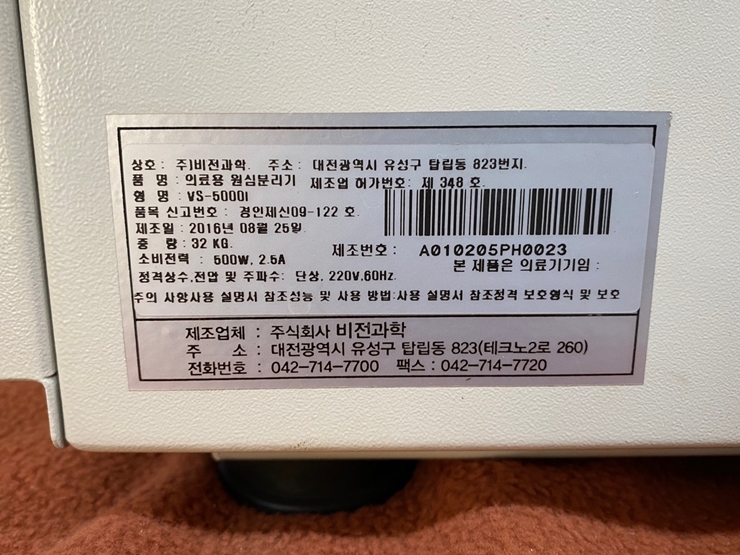 상호 : 주)비전과학. 주소 : 대전광역시 유성구 탑립동 823번지.
품 명 : 의료용 원심분리기 제조업 허가번호 : 제 348 호.
형 명 : VS-5000i
품목 신고번호 : 경인제신09-122 호.
제조일 : 2016년 08월 25일.
중 량 : 32 KG. 제조번호 : A010205PH0023
소비전력 : 500W, 2.5A 본 제품은 의료기기임 :
정격상수,전압 및 주파수 : 단상, 220V,60Hz.
주의 사항사용 설명서 참조성능 및 사용 방법:사용 설명서 참조정격 보호형식 및 보호
제조업체 : 주식회사 비전과학
주 소 : 대전광역시 유성구 탑립동 823(테크노2로 260)
전화번호 : 042-714-7700 팩스 : 042-714-7720